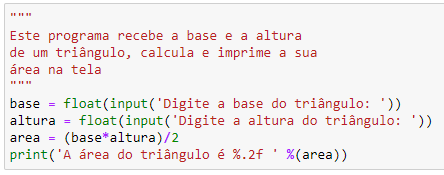 """
Este programa recebe a base e a altura
de um triângulo, calcula e imprime a sua
área na tela
"""
base = float(input('Digite a base do triângulo: '))
altura = float(input('Digite a altura do triângulo: '))
area = (base*altura)/2
print('A área do triângulo é %.2f ' %(area))